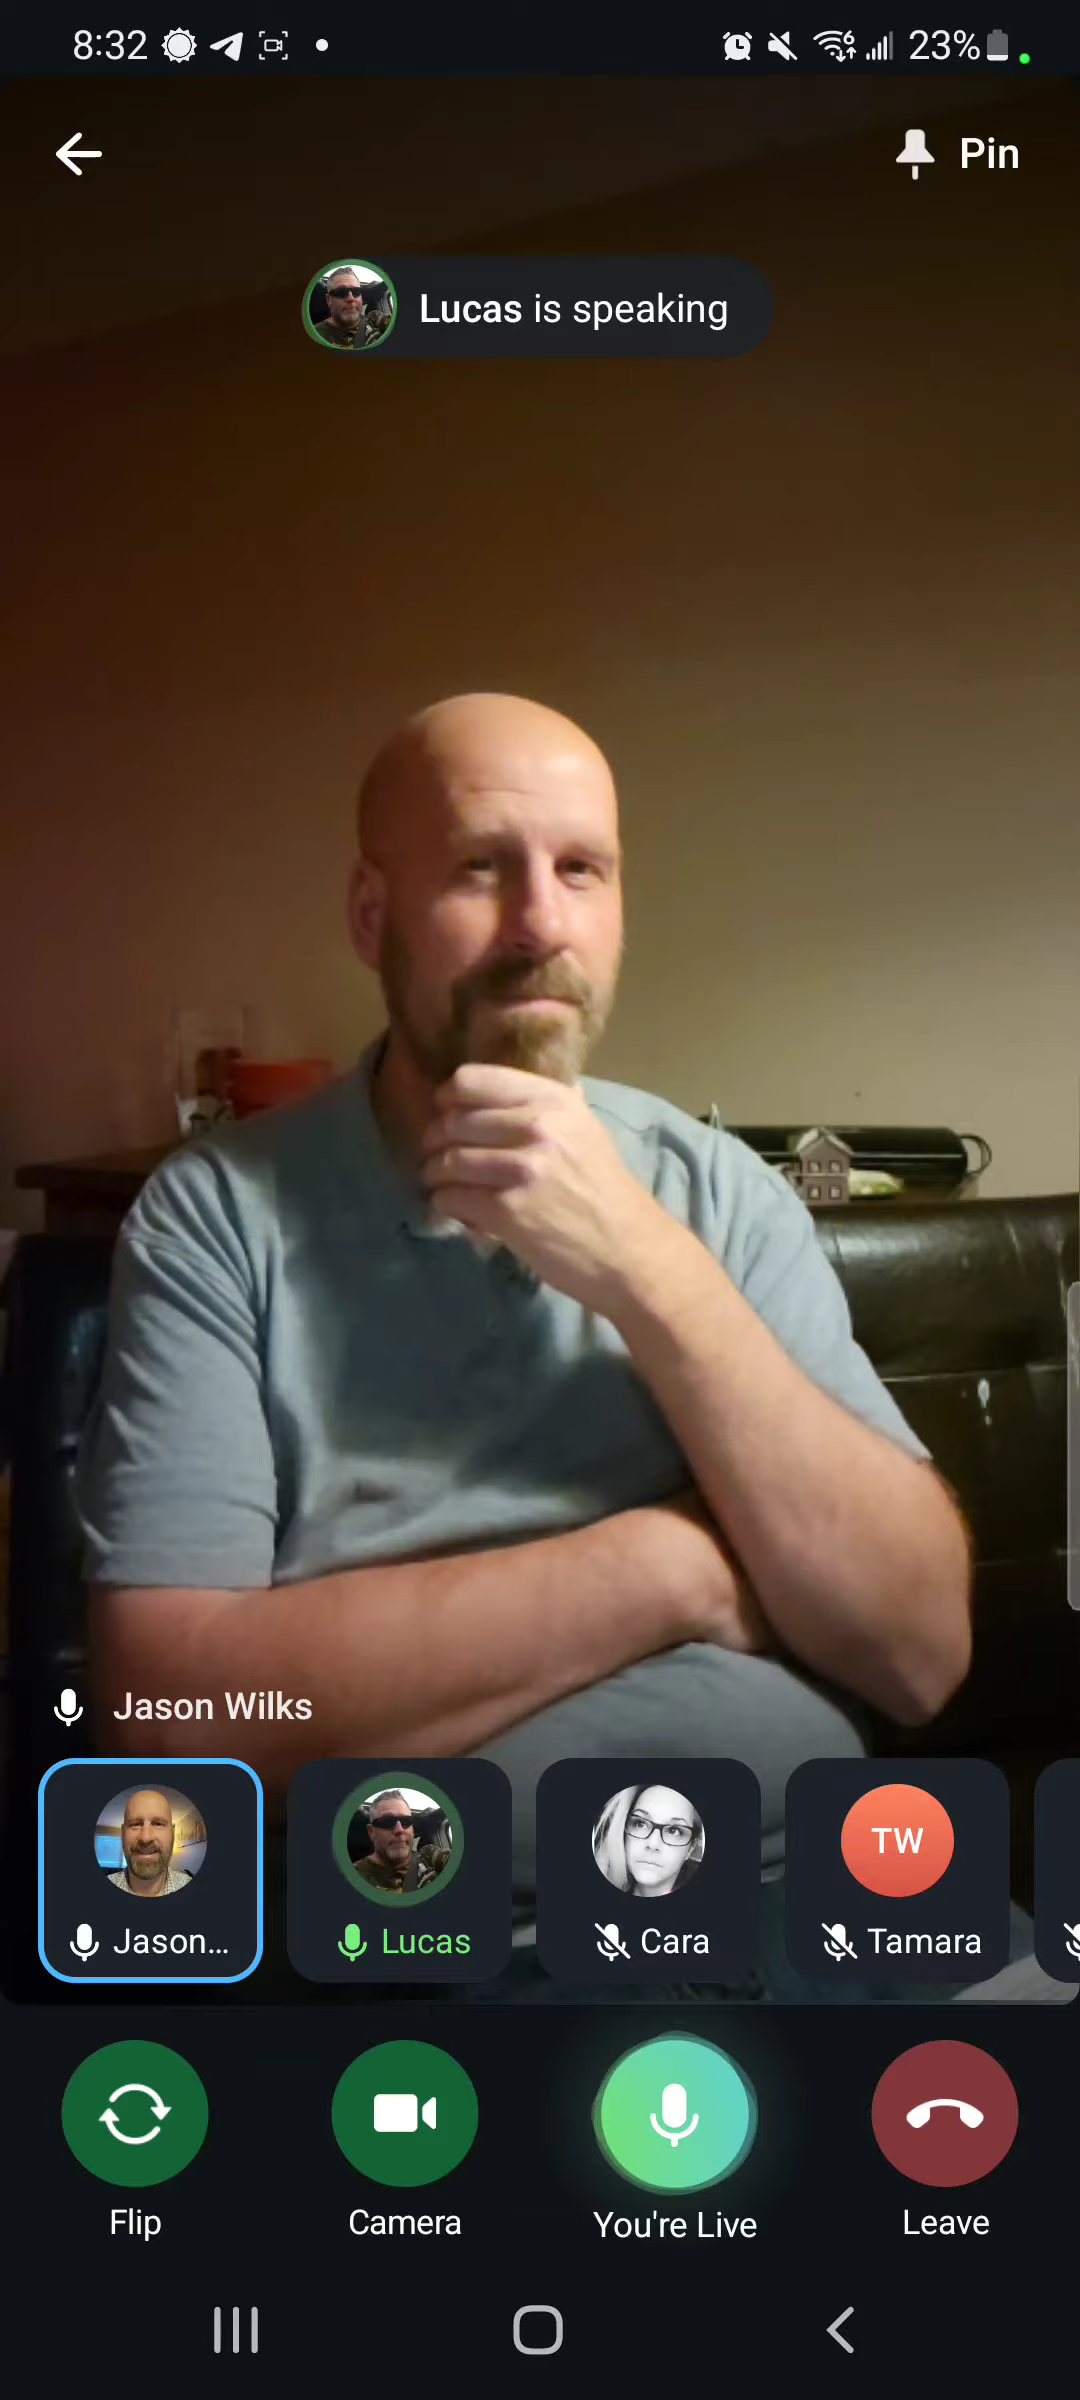 8:32 23%
Pin
Lucas is speaking
Jason Wilks
Jason... Lucas Cara TW Tamara
Flip Camera You're Live Leave